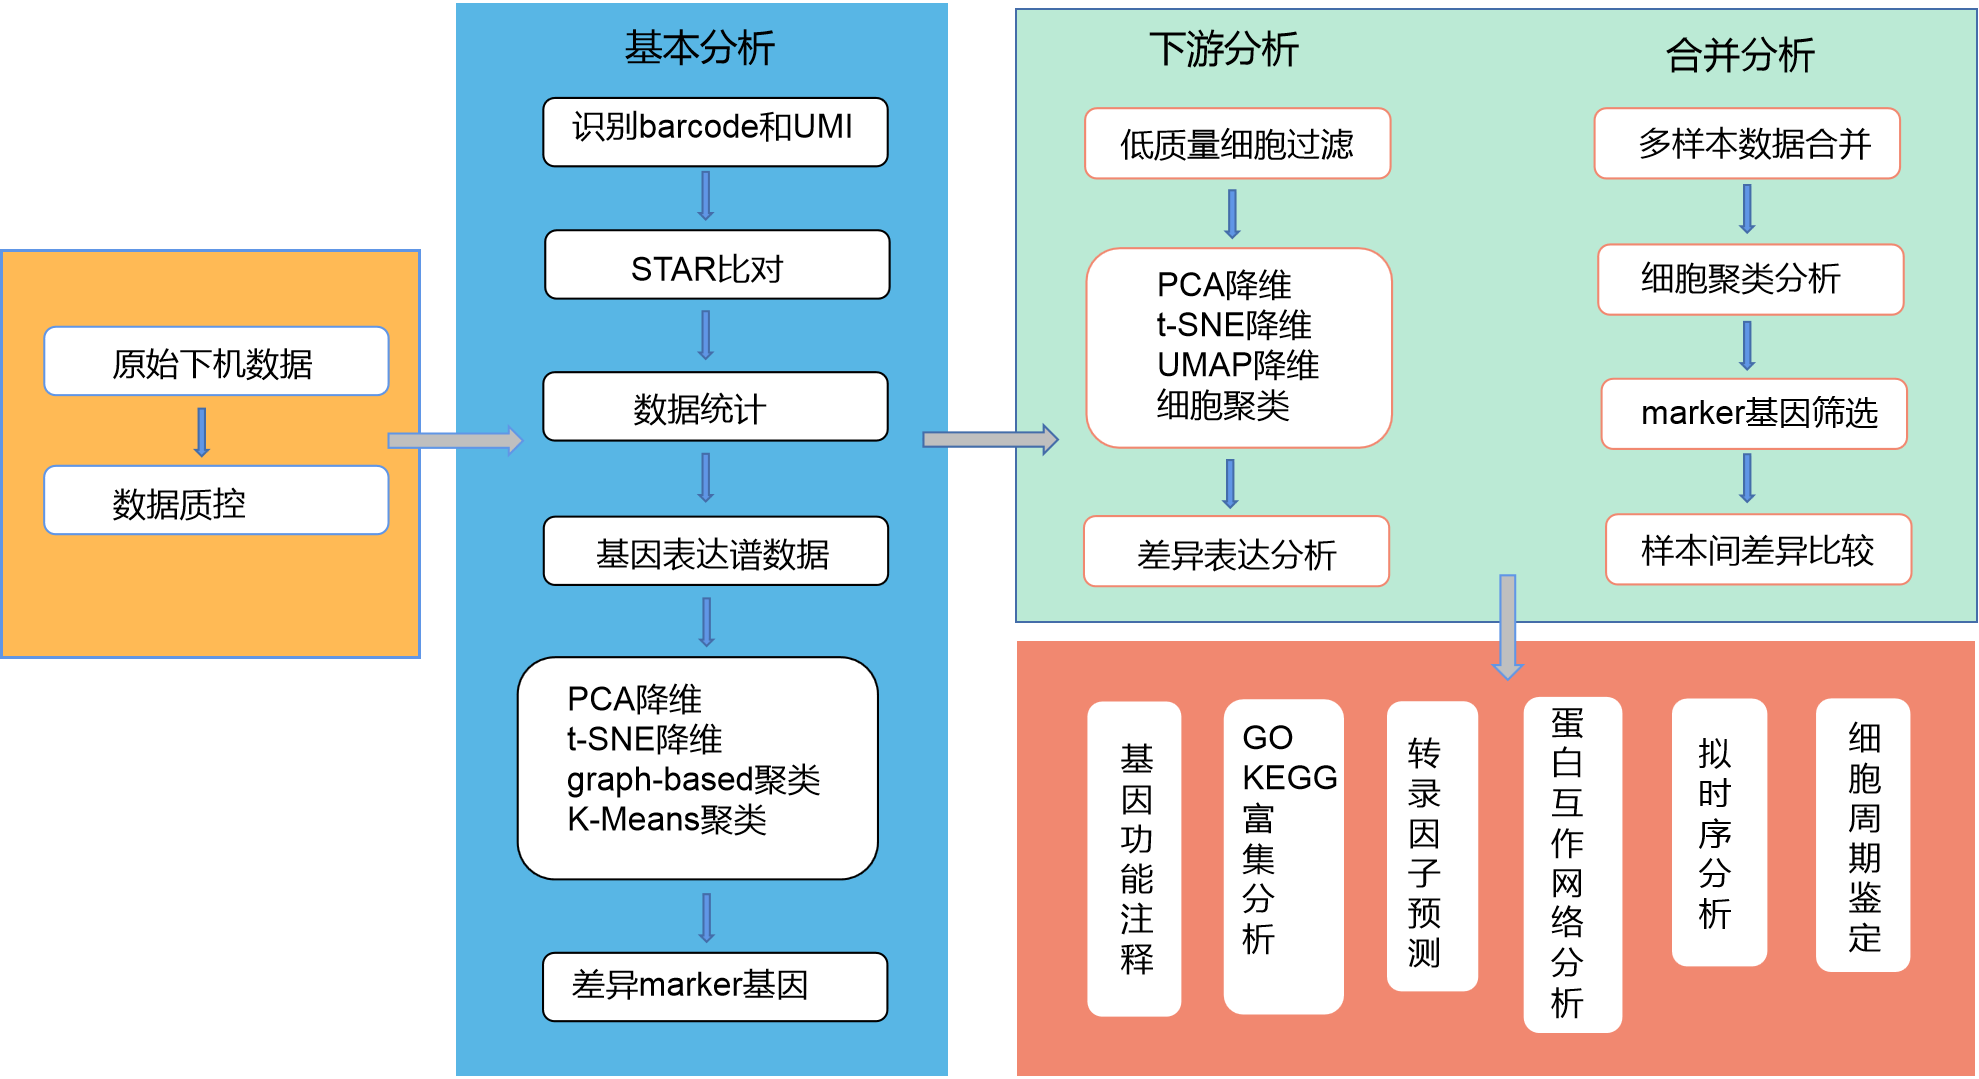 原始下机数据
数据质控
基本分析
识别barcode和UMI
STAR比对
数据统计
基因表达谱数据
PCA降维
t-SNE降维
graph-based聚类
K-Means聚类
差异marker基因
下游分析
低质量细胞过滤
PCA降维
t-SNE降维
UMAP降维
细胞聚类
差异表达分析
合并分析
多样本数据合并
细胞聚类分析
marker基因筛选
样本间差异比较
基因功能注释
GO
KEGG
富集分析
转录因子预测
蛋白互作网络分析
拟时序分析
细胞周期鉴定